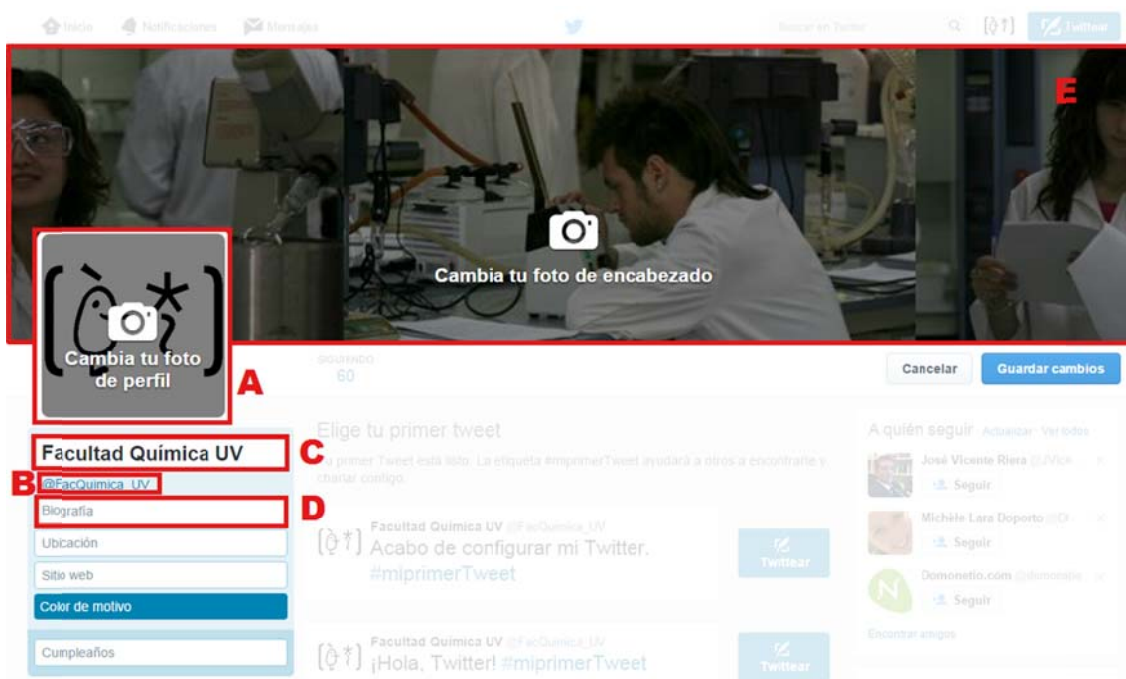 Inicio
Notificaciones
Mensajes
Buscar en Twitter
Twittear
E
Cambia tu foto de encabezado
Cambia tu foto
de perfil
A
SIGUIENDO
60
Cancelar
Guardar cambios
Facultad Química UV
C
B
@FacQuimica_UV
Biografía
D
Ubicación
Sitio web
Color de motivo
Cumpleaños
Elige tu primer tweet
Tu primer Tweet está listo. La etiqueta #miprimerTweet ayudará a otros a encontrarte y
charlar contigo.
Facultad Química UV @FacQuimica_UV
Acabo de configurar mi Twitter.
#miprimerTweet
Twittear
Facultad Química UV @FacQuimica_UV
¡Hola, Twitter! #miprimerTweet
Twittear
A quién seguir · Actualizar · Ver todos
José Vicente Riera
Seguir
Michèle Lara Doporto
Seguir
Domonetio.com
Seguir
Encontrar amigos